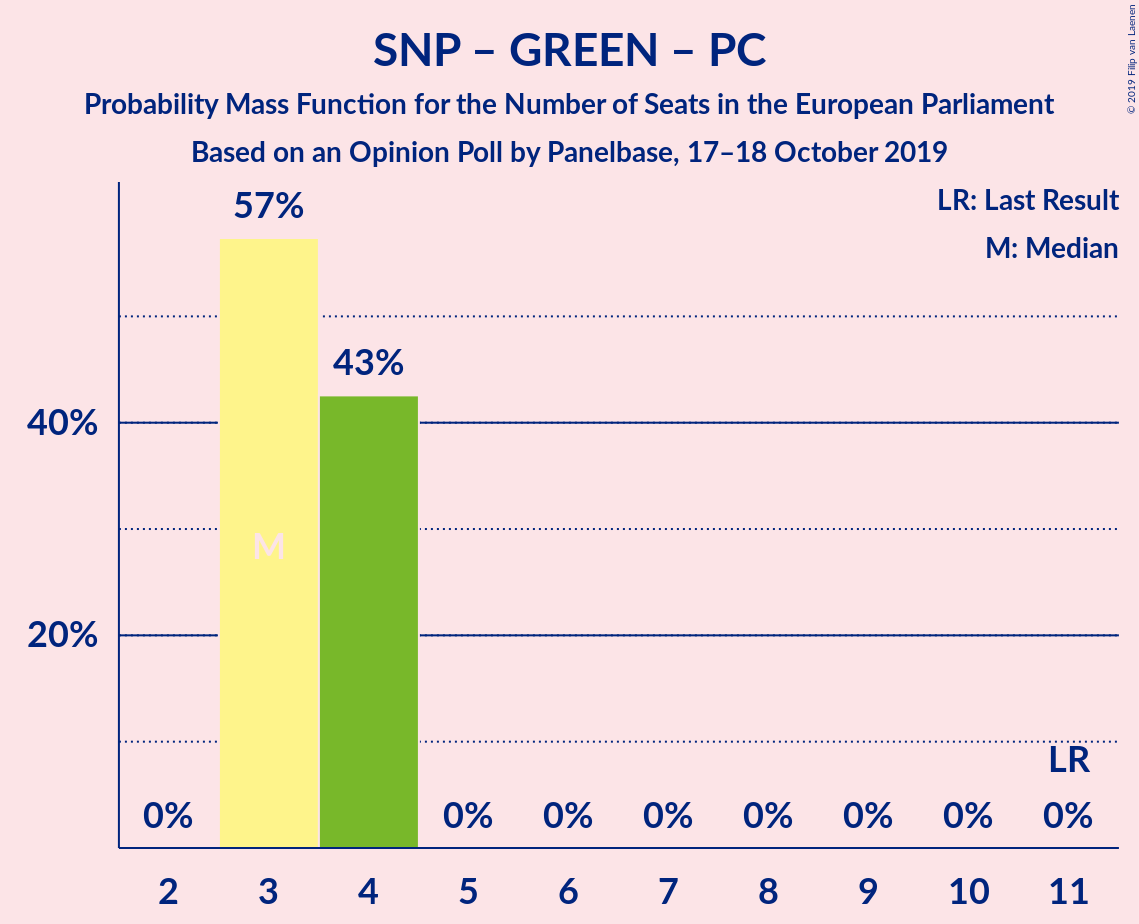 SNP – GREEN – PC
Probability Mass Function for the Number of Seats in the European Parliament
Based on an Opinion Poll by Panelbase, 17–18 October 2019
© 2019 Filip van Laenen
LR: Last Result
M: Median
57%
43%
40%
M
20%
LR
0% 0% 0% 0% 0% 0% 0% 0%
2 3 4 5 6 7 8 9 10 11